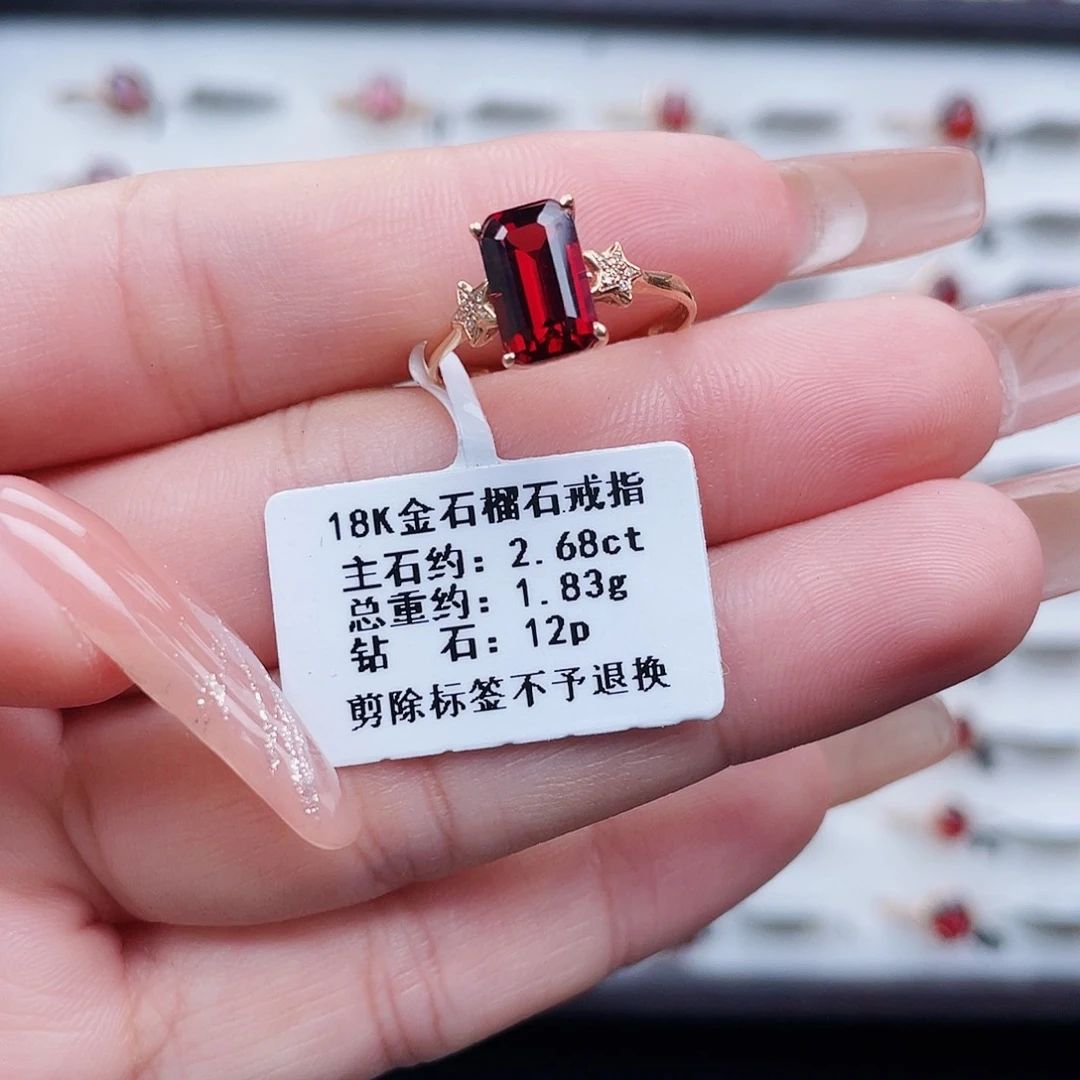 18K金石榴石戒指
主石约：2.68ct
总重约：1.83g
钻 石：12p
剪除标签不予退换